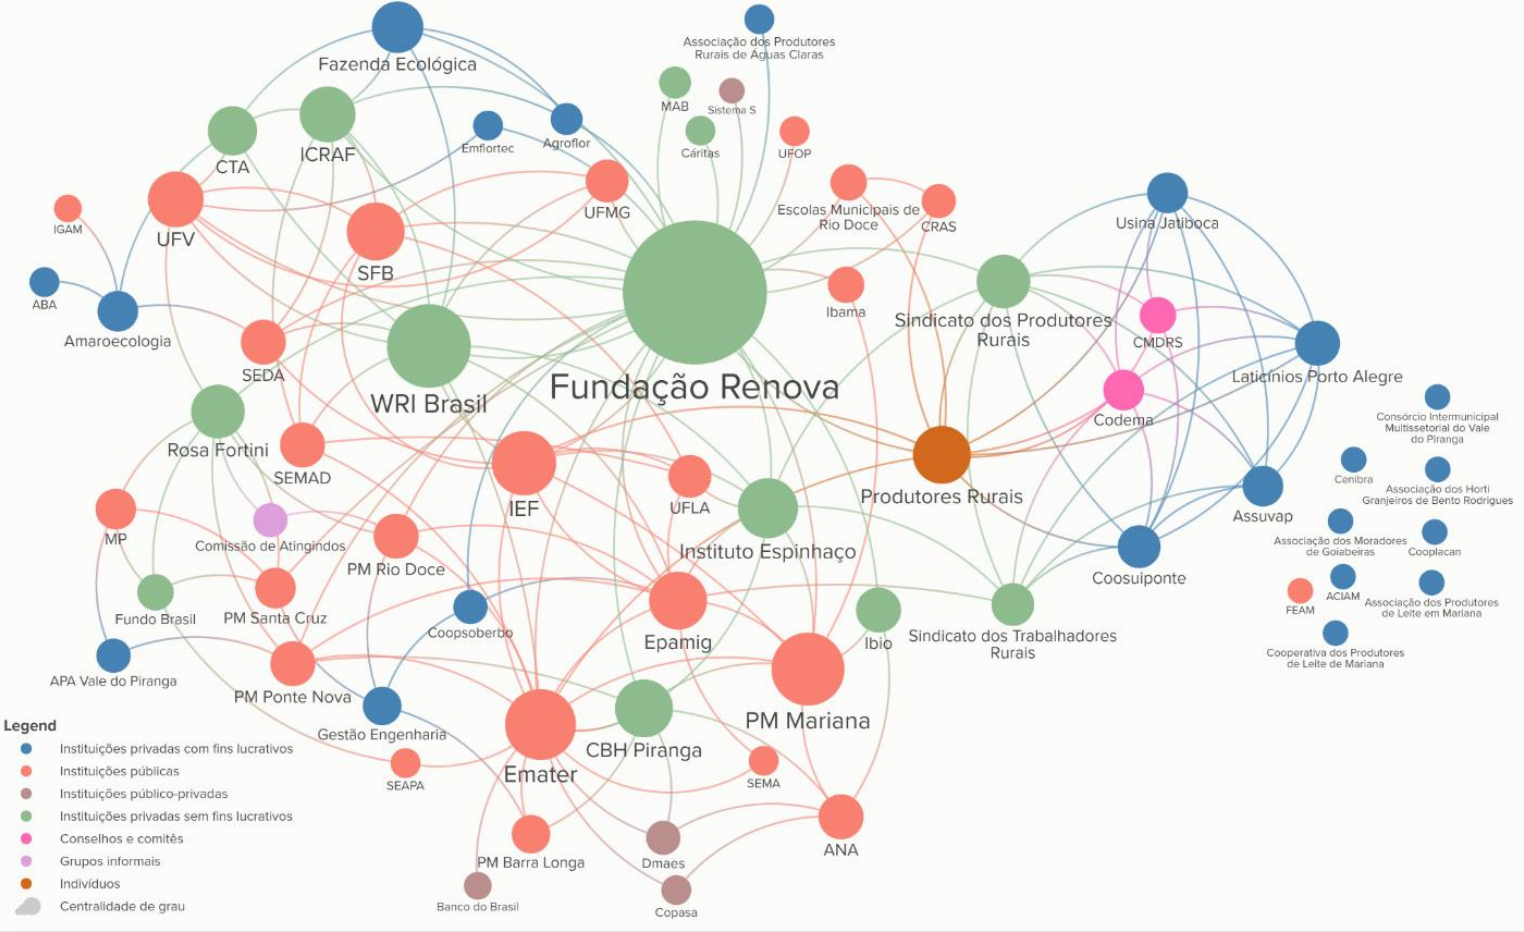 Fazenda Ecológica
Associação dos Produtores
Rurais de Águas Claras
MAB
Sistema S
CTA
ICRAF
Emflortec
Agroflor
Cáritas
UFOP
IGAM
UFV
SFB
UFMG
Escolas Municipais de
Rio Doce
CRAS
Usina Jatiboca
ABA
Amaroecologia
SEDA
WRI Brasil
Fundação Renova
Ibama
Sindicato dos Produtores
Rurais
CMDRS
Laticínios Porto Alegre
Codema
Rosa Fortini
SEMAD
IEF
UFLA
Produtores Rurais
Consórcio Intermunicipal
Multissetorial do Vale
do Piranga
Cenibra
Associação dos Horti
Granjeiros de Bento Rodrigues
Assuvap
MP
Comissão de Atingindos
PM Rio Doce
Instituto Espinhaço
Coosuiponte
Associação dos Moradores
de Goiabeiras
Cooplacan
Fundo Brasil
PM Santa Cruz
Coopsoberbo
Epamig
Ibio
Sindicato dos Trabalhadores
Rurais
FEAM
ACIAM
Associação dos Produtores
de Leite em Mariana
Cooperativa dos Produtores
de Leite de Mariana
APA Vale do Piranga
PM Ponte Nova
Gestão Engenharia
SEAPA
Emater
CBH Piranga
PM Mariana
SEMA
PM Barra Longa
Dmaes
ANA
Banco do Brasil
Copasa
Legend
Instituições privadas com fins lucrativos
Instituições públicas
Instituições público-privadas
Instituições privadas sem fins lucrativos
Conselhos e comitês
Grupos informais
Indivíduos
Centralidade de grau